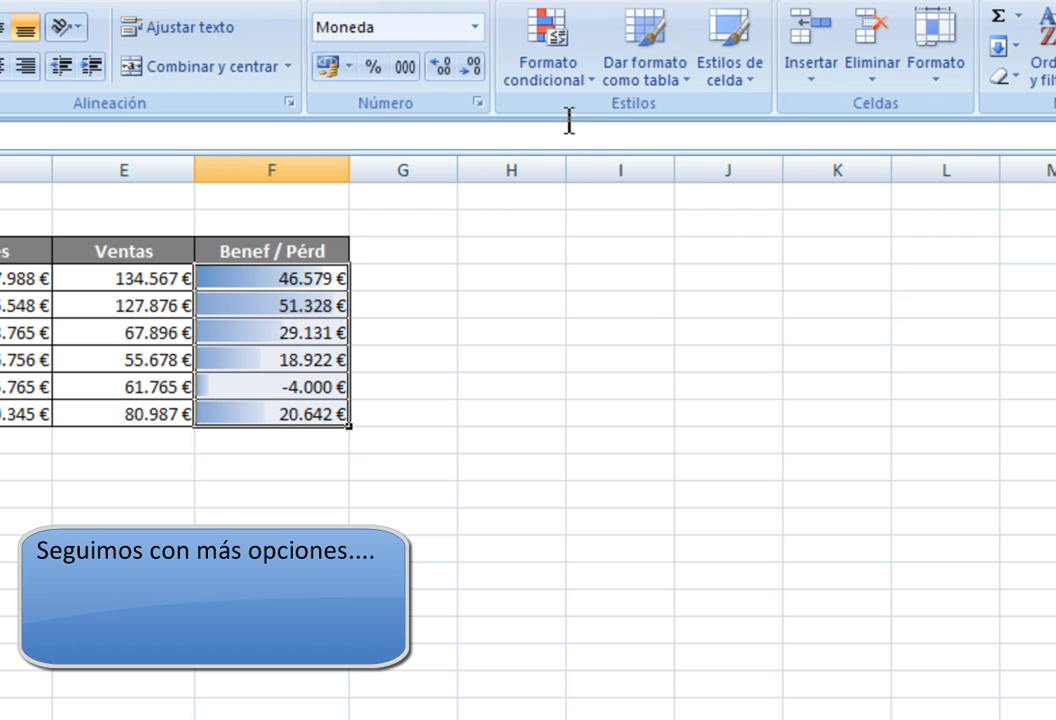 Ajustar texto
Moneda
Combinar y centrar
% 000
Formato condicional
Dar formato como tabla
Estilos de celda
Insertar Eliminar Formato
Σ
y
Alineación Número Estilos Celdas
E F G H I J K L
Ventas Benef / Pérd
.988 € 134.567 € 46.579 €
.548 € 127.876 € 51.328 €
.765 € 67.896 € 29.131 €
.756 € 55.678 € 18.922 €
.765 € 61.765 € -4.000 €
.345 € 80.987 € 20.642 €
Seguimos con más opciones....